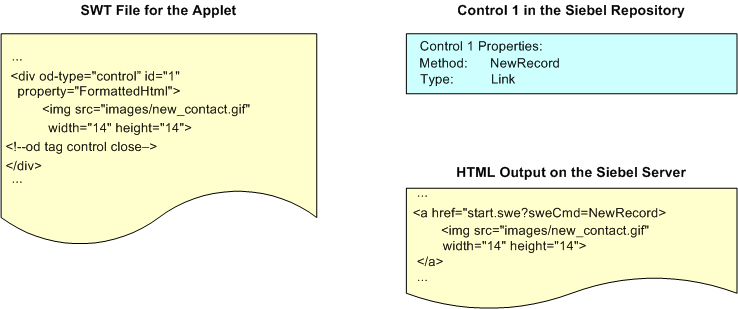 SWT File for the Applet
...
<div od-type="control" id="1"
property="FormattedHtml">
<img src="images/new_contact.gif"
width="14" height="14">
<!--od tag control close-->
</div>
...
Control 1 in the Siebel Repository
Control 1 Properties:
Method: NewRecord
Type: Link
HTML Output on the Siebel Server
...
<a href="start.swe?sweCmd=NewRecord>
<img src="images/new_contact.gif"
width="14" height="14">
</a>
...